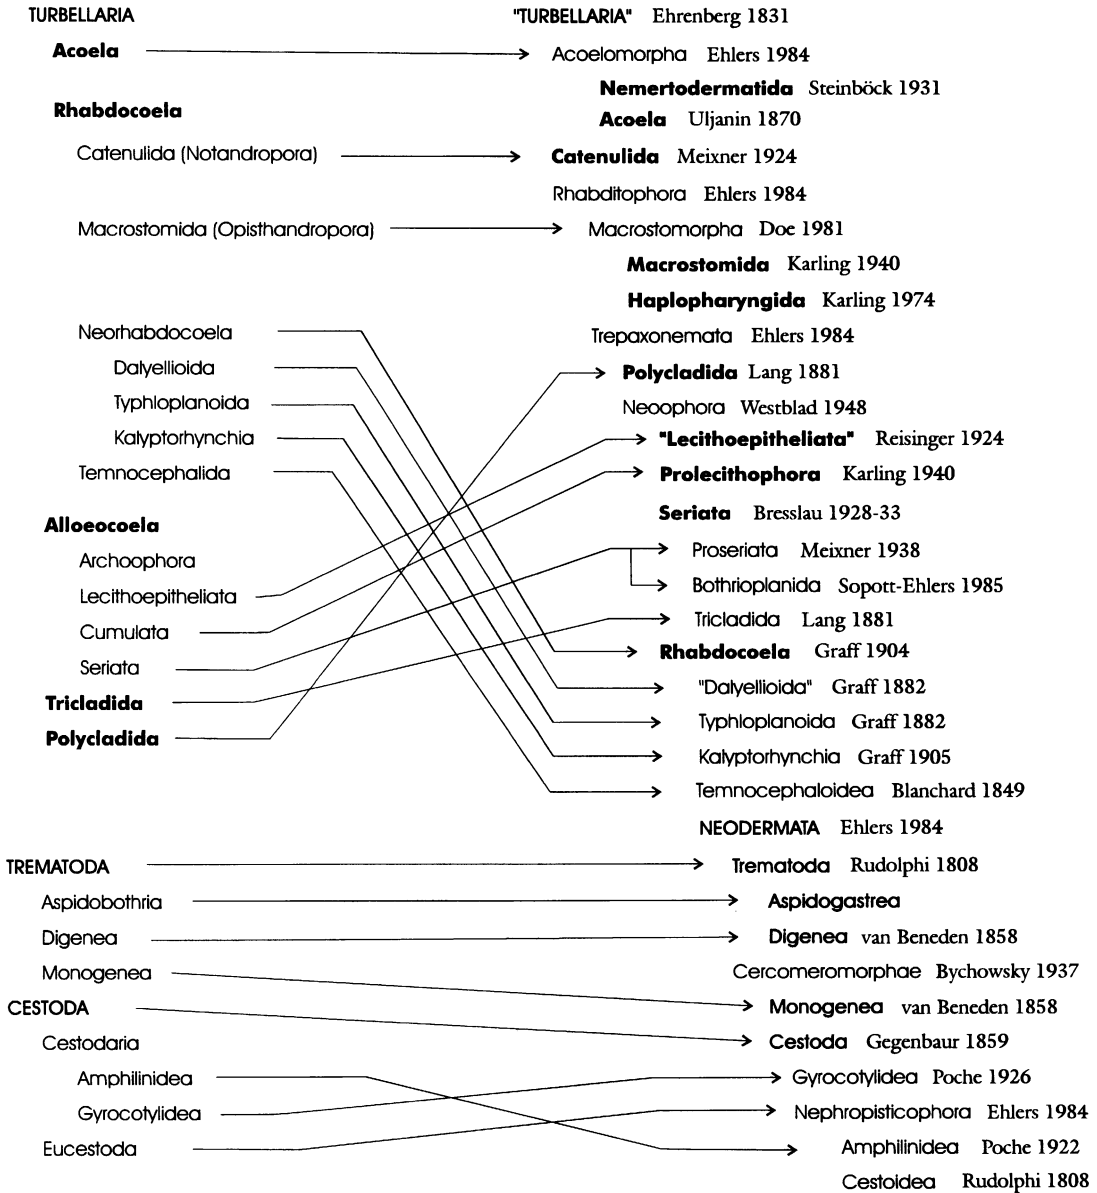 TURBELLARIA
Acoela
Rhabdocoela
Catenulida (Notandropora)
Macrostomida (Opisthandropora)
Neorhabdocoela
Dalyellioida
Typhloplanoida
Kalyptorhynchia
Temnocephalida
Alloeocoela
Archoophora
Lecithoepitheliata
Cumulata
Seriata
Tricladida
Polycladida
TREMATODA
Aspidobothria
Digenea
Monogenea
CESTODA
Cestodaria
Amphilinidea
Gyrocotylidea
Eucestoda
"TURBELLARIA" Ehrenberg 1831
Acoelomorpha Ehlers 1984
Nemertodermatida Steinböck 1931
Acoela Uljanin 1870
Catenulida Meixner 1924
Rhabditophora Ehlers 1984
Macrostomorpha Doe 1981
Macrostomida Karling 1940
Haplopharyngida Karling 1974
Trepaxonemata Ehlers 1984
Polycladida Lang 1881
Neoophora Westblad 1948
"Lecithoepitheliata" Reisinger 1924
Prolecithophora Karling 1940
Seriata Bresslau 1928-33
Proseriata Meixner 1938
Bothrioplanida Sopott-Ehlers 1985
Tricladida Lang 1881
Rhabdocoela Graff 1904
"Dalyellioida" Graff 1882
Typhloplanoida Graff 1882
Kalyptorhynchia Graff 1905
Temnocephaloidea Blanchard 1849
NEODERMATA Ehlers 1984
Trematoda Rudolphi 1808
Aspidogastrea
Digenea van Beneden 1858
Cercomeromorphae Bychowsky 1937
Monogenea van Beneden 1858
Cestoda Gegenbaur 1859
Gyrocotylidea Poche 1926
Nephropisticophora Ehlers 1984
Amphilinidea Poche 1922
Cestoidea Rudolphi 1808